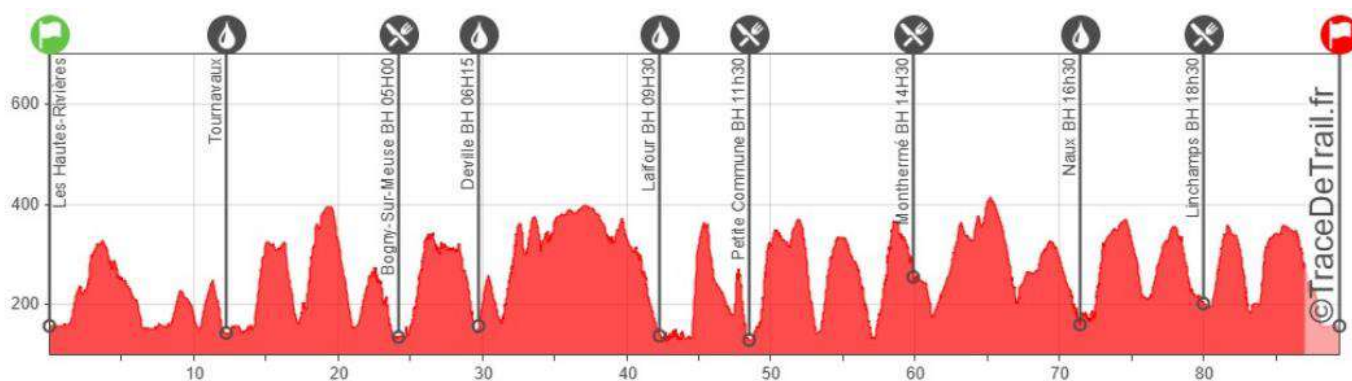 600
400
200
Les Hautes-Rivières
Tournavaux
Bogny-Sur-Meuse BH 05H00
Deville BH 06H15
Laifour BH 09H30
Petite Commune BH 11h30
Monthermé BH 14H30
Naux BH 16h30
Linchamps BH 18h30
©TraceDeTrail.fr
10 20 30 40 50 60 70 80